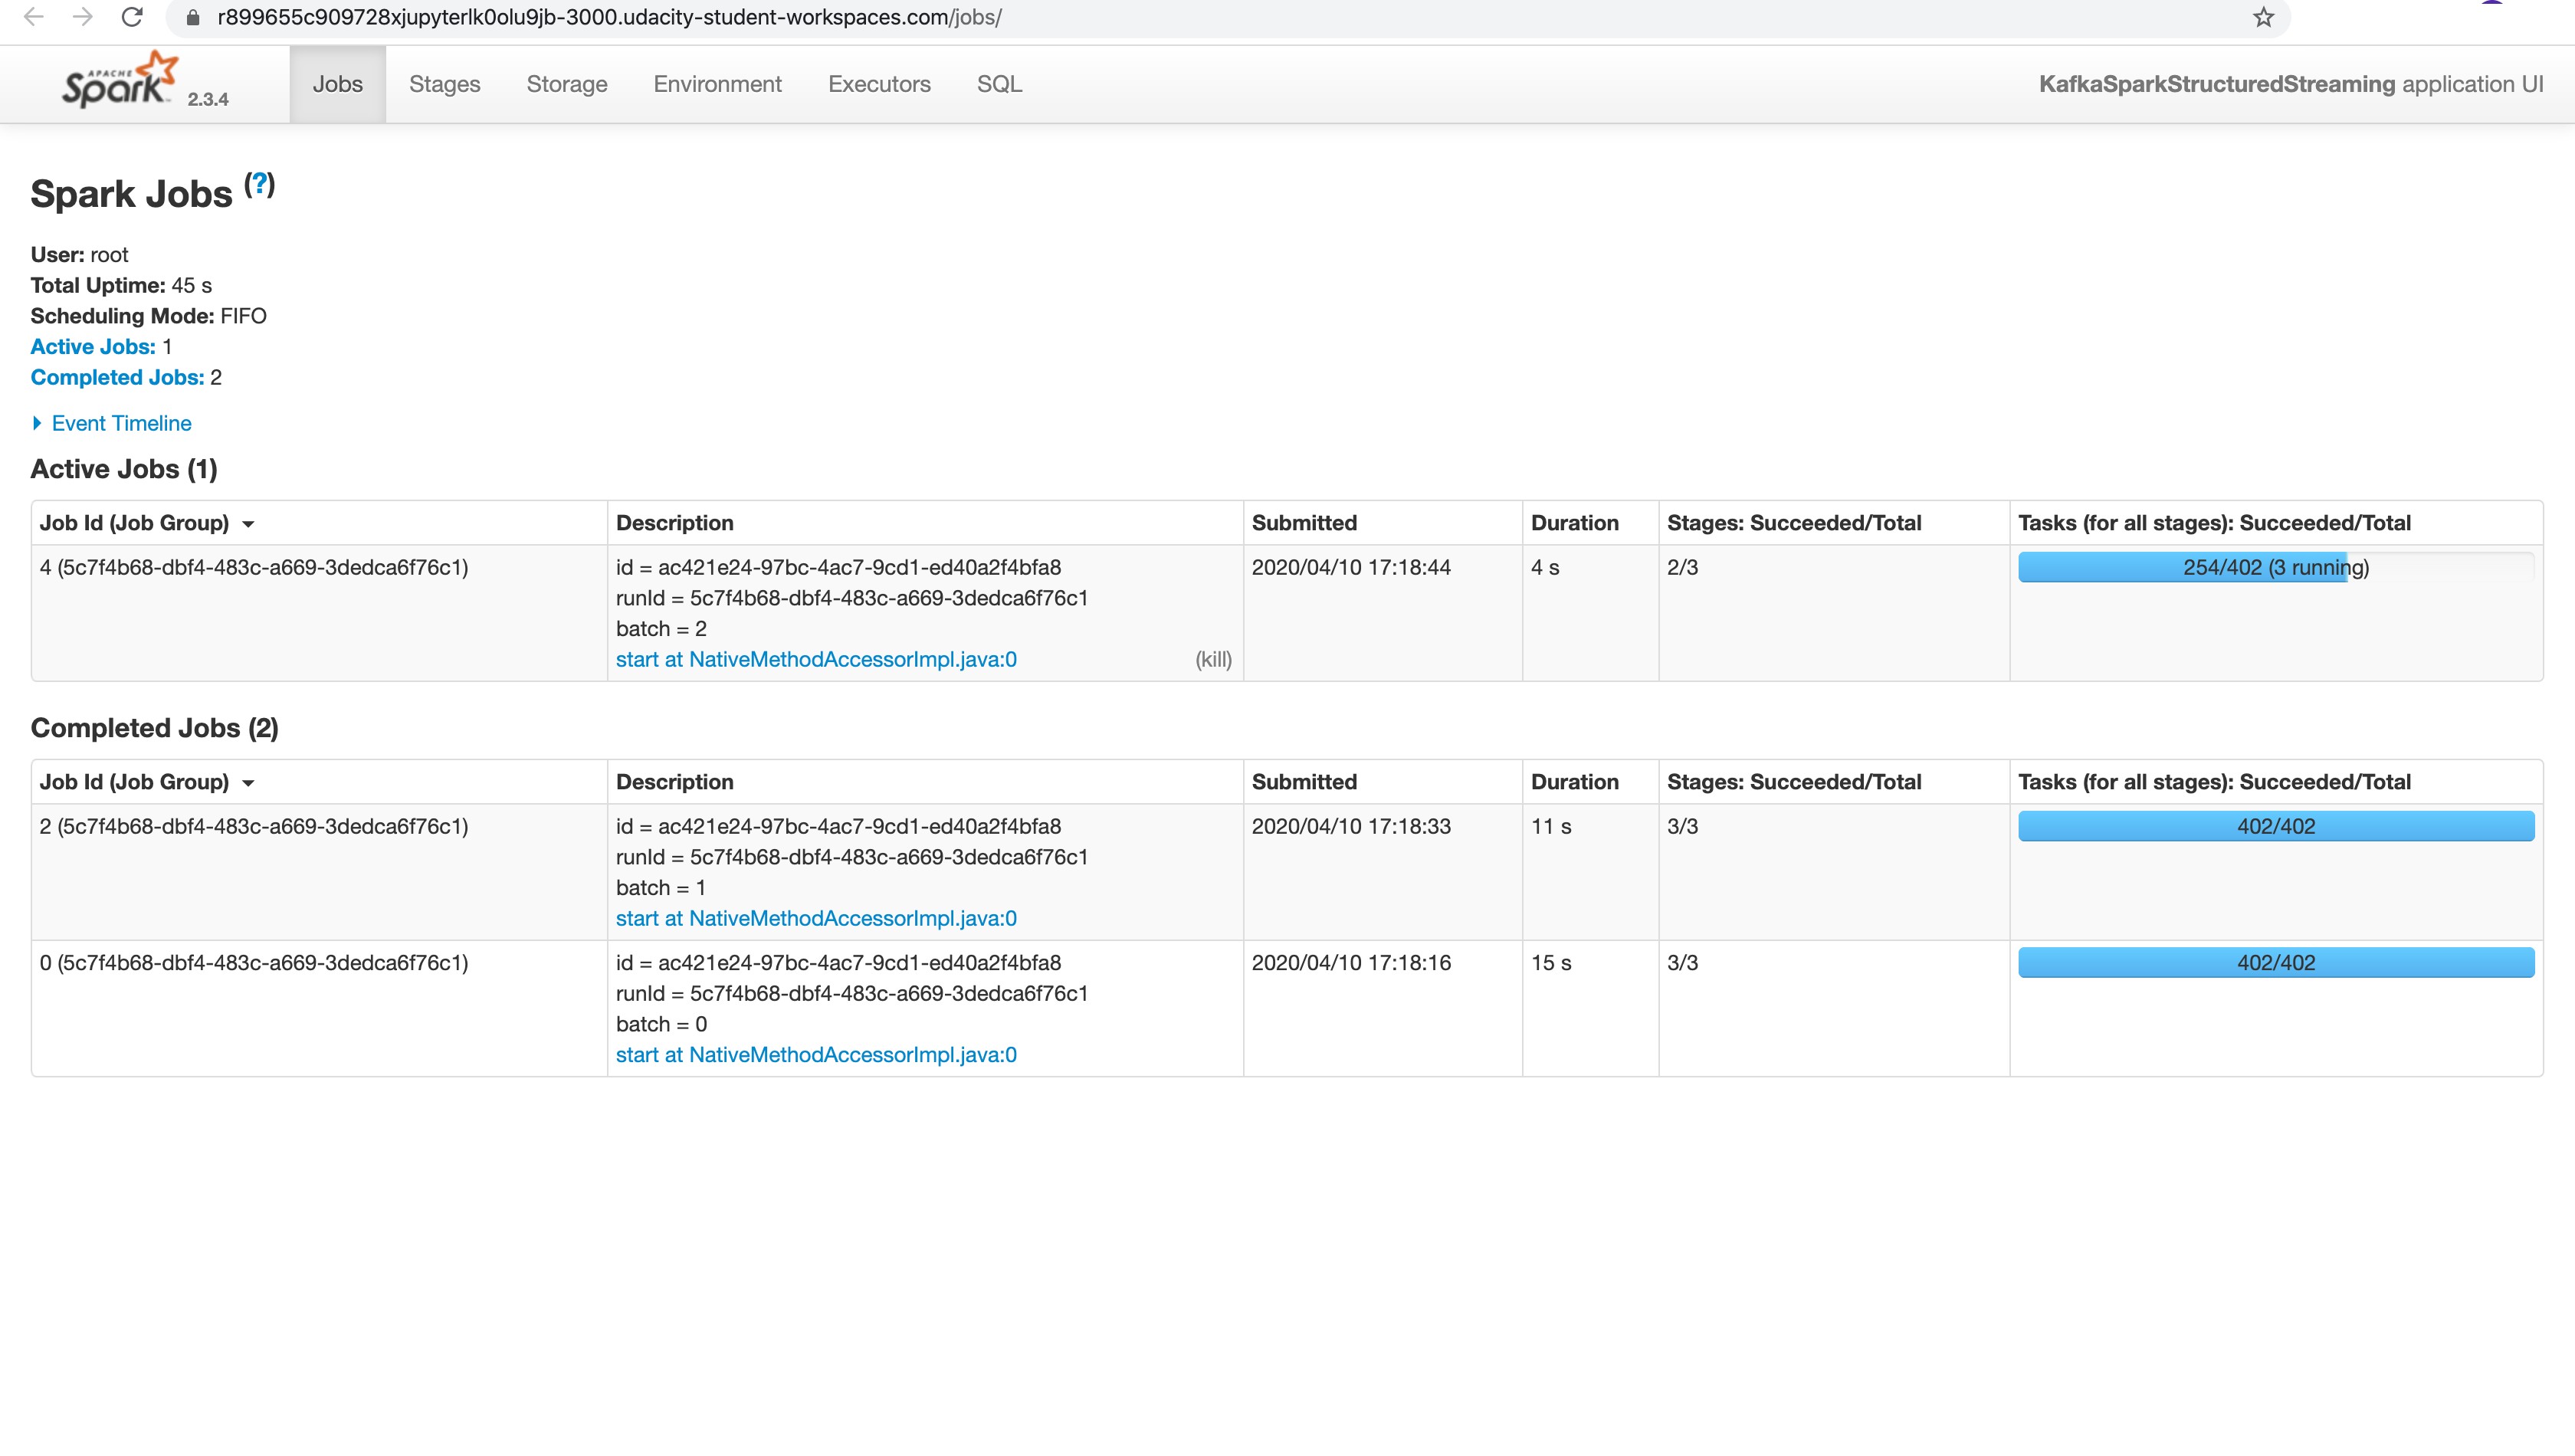 r899655c909728xjupyterlk0olu9jb-3000.udacity-student-workspaces.com/jobs/
APACHE Spark 2.3.4 Jobs Stages Storage Environment Executors SQL KafkaSparkStructuredStreaming application UI
Spark Jobs (?)
User: root
Total Uptime: 45 s
Scheduling Mode: FIFO
Active Jobs: 1
Completed Jobs: 2
Event Timeline
Active Jobs (1)
Job Id (Job Group) Description Submitted Duration Stages: Succeeded/Total Tasks (for all stages): Succeeded/Total
4 (5c7f4b68-dbf4-483c-a669-3dedca6f76c1) id = ac421e24-97bc-4ac7-9cd1-ed40a2f4bfa8 2020/04/10 17:18:44 4 s 2/3 254/402 (3 running)
runId = 5c7f4b68-dbf4-483c-a669-3dedca6f76c1
batch = 2
start at NativeMethodAccessorImpl.java:0 (kill)
Completed Jobs (2)
Job Id (Job Group) Description Submitted Duration Stages: Succeeded/Total Tasks (for all stages): Succeeded/Total
2 (5c7f4b68-dbf4-483c-a669-3dedca6f76c1) id = ac421e24-97bc-4ac7-9cd1-ed40a2f4bfa8 2020/04/10 17:18:33 11 s 3/3 402/402
runId = 5c7f4b68-dbf4-483c-a669-3dedca6f76c1
batch = 1
start at NativeMethodAccessorImpl.java:0
0 (5c7f4b68-dbf4-483c-a669-3dedca6f76c1) id = ac421e24-97bc-4ac7-9cd1-ed40a2f4bfa8 2020/04/10 17:18:16 15 s 3/3 402/402
runId = 5c7f4b68-dbf4-483c-a669-3dedca6f76c1
batch = 0
start at NativeMethodAccessorImpl.java:0